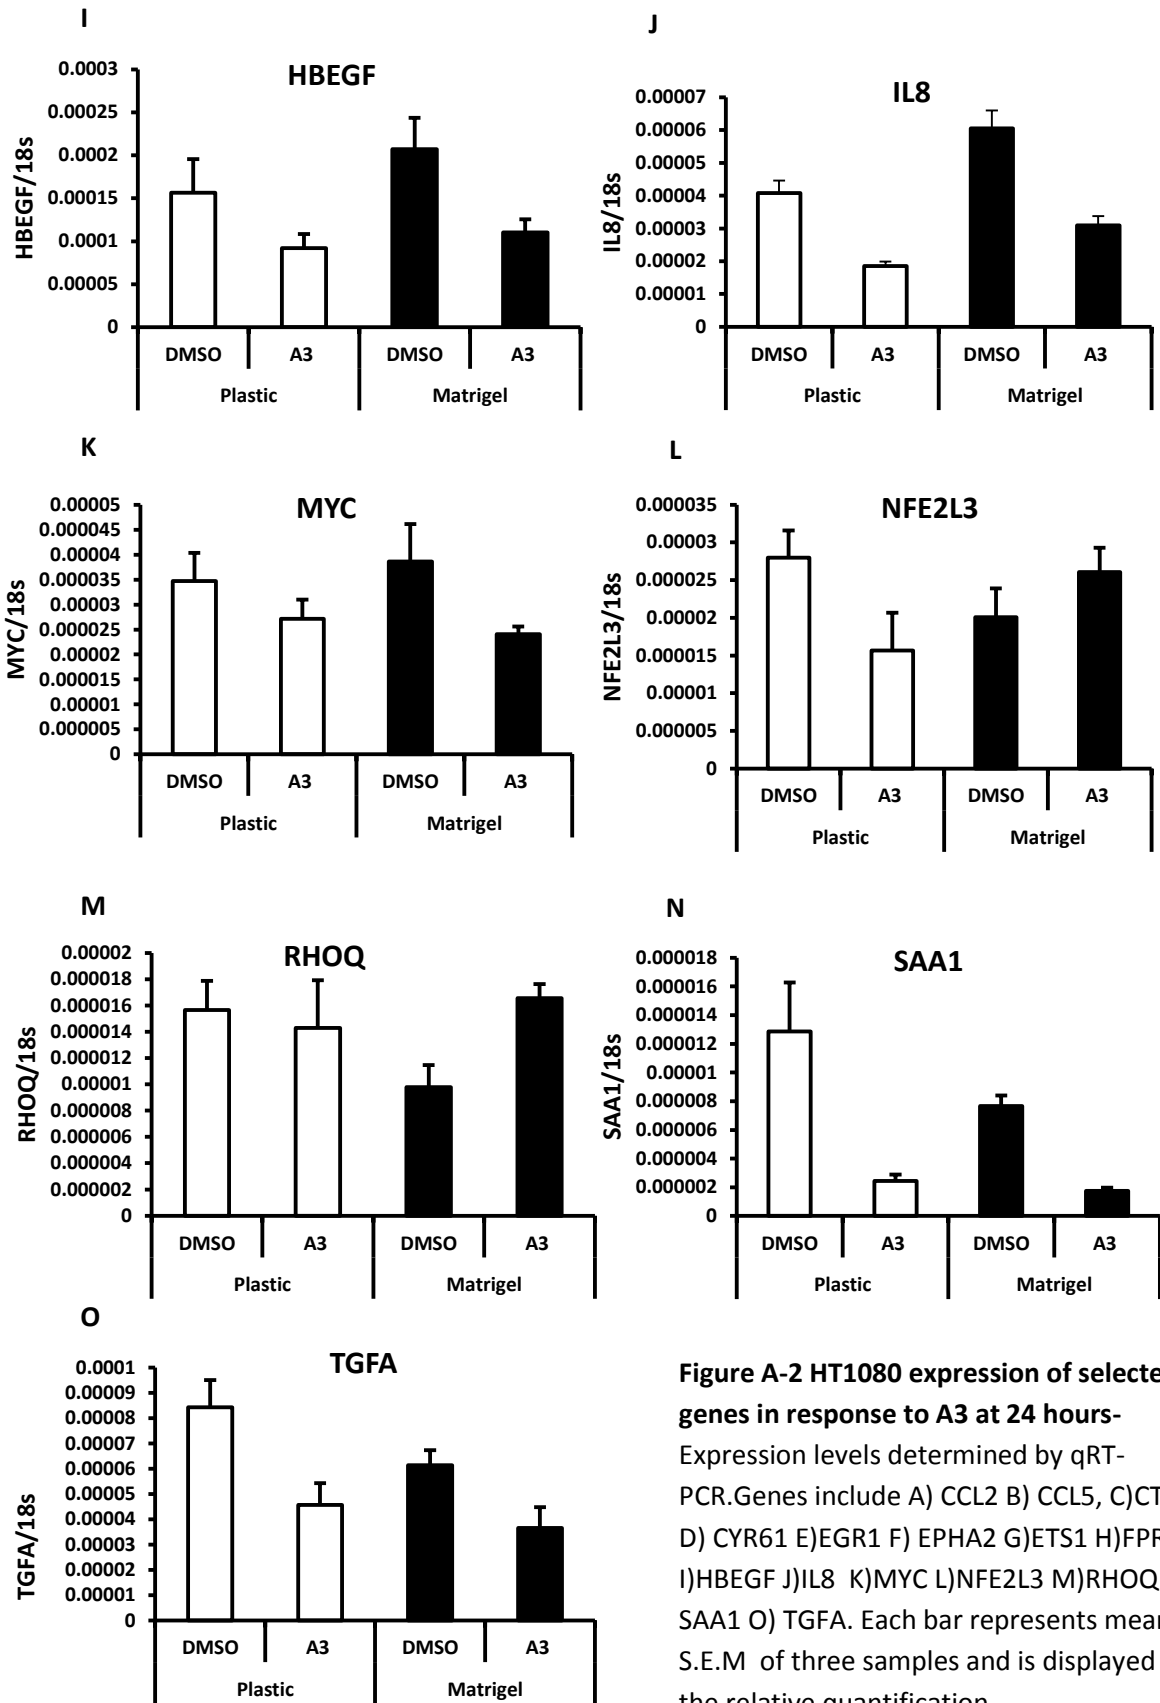 I
HBEGF
HBEGF/18s
0.0003
0.00025
0.0002
0.00015
0.0001
0.00005
0
DMSO A3 DMSO A3
Plastic Matrigel
J
IL8
IL8/18s
0.00007
0.00006
0.00005
0.00004
0.00003
0.00002
0.00001
0
DMSO A3 DMSO A3
Plastic Matrigel
K
MYC
MYC/18s
0.00005
0.000045
0.00004
0.000035
0.00003
0.000025
0.00002
0.000015
0.00001
0.000005
0
DMSO A3 DMSO A3
Plastic Matrigel
L
NFE2L3
NFE2L3/18s
0.000035
0.00003
0.000025
0.00002
0.000015
0.00001
0.000005
0
DMSO A3 DMSO A3
Plastic Matrigel
M
RHOQ
RHOQ/18s
0.00002
0.000018
0.000016
0.000014
0.000012
0.00001
0.000008
0.000006
0.000004
0.000002
0
DMSO A3 DMSO A3
Plastic Matrigel
N
SAA1
SAA1/18s
0.000018
0.000016
0.000014
0.000012
0.00001
0.000008
0.000006
0.000004
0.000002
0
DMSO A3 DMSO A3
Plastic Matrigel
O
TGFA
TGFA/18s
0.0001
0.00009
0.00008
0.00007
0.00006
0.00005
0.00004
0.00003
0.00002
0.00001
0
DMSO A3 DMSO A3
Plastic Matrigel
Figure A-2 HT1080 expression of selecte
genes in response to A3 at 24 hours-
Expression levels determined by qRT-
PCR.Genes include A) CCL2 B) CCL5, C)CT
D) CYR61 E)EGR1 F) EPHA2 G)ETS1 H)FPR
I)HBEGF J)IL8 K)MYC L)NFE2L3 M)RHOQ
SAA1 O) TGFA. Each bar represents mear
S.E.M of three samples and is displayed
the relative quantification